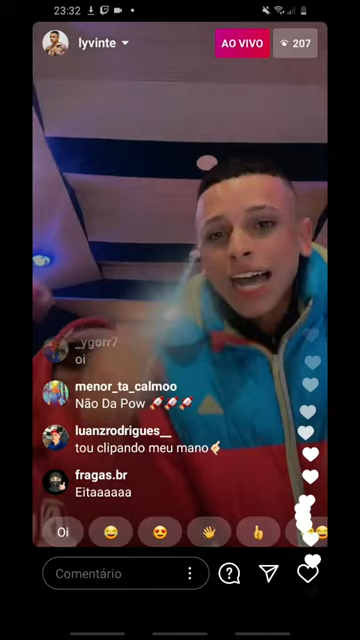 23:32
lyvinte
AO VIVO
207
_ygorr7
oi
menor_ta_calmoo
Não Da Pow 🚀🚀🚀
luanzrodrigues__
tou clipando meu mano
fragas.br
Eitaaaaaa
Oi
Comentário